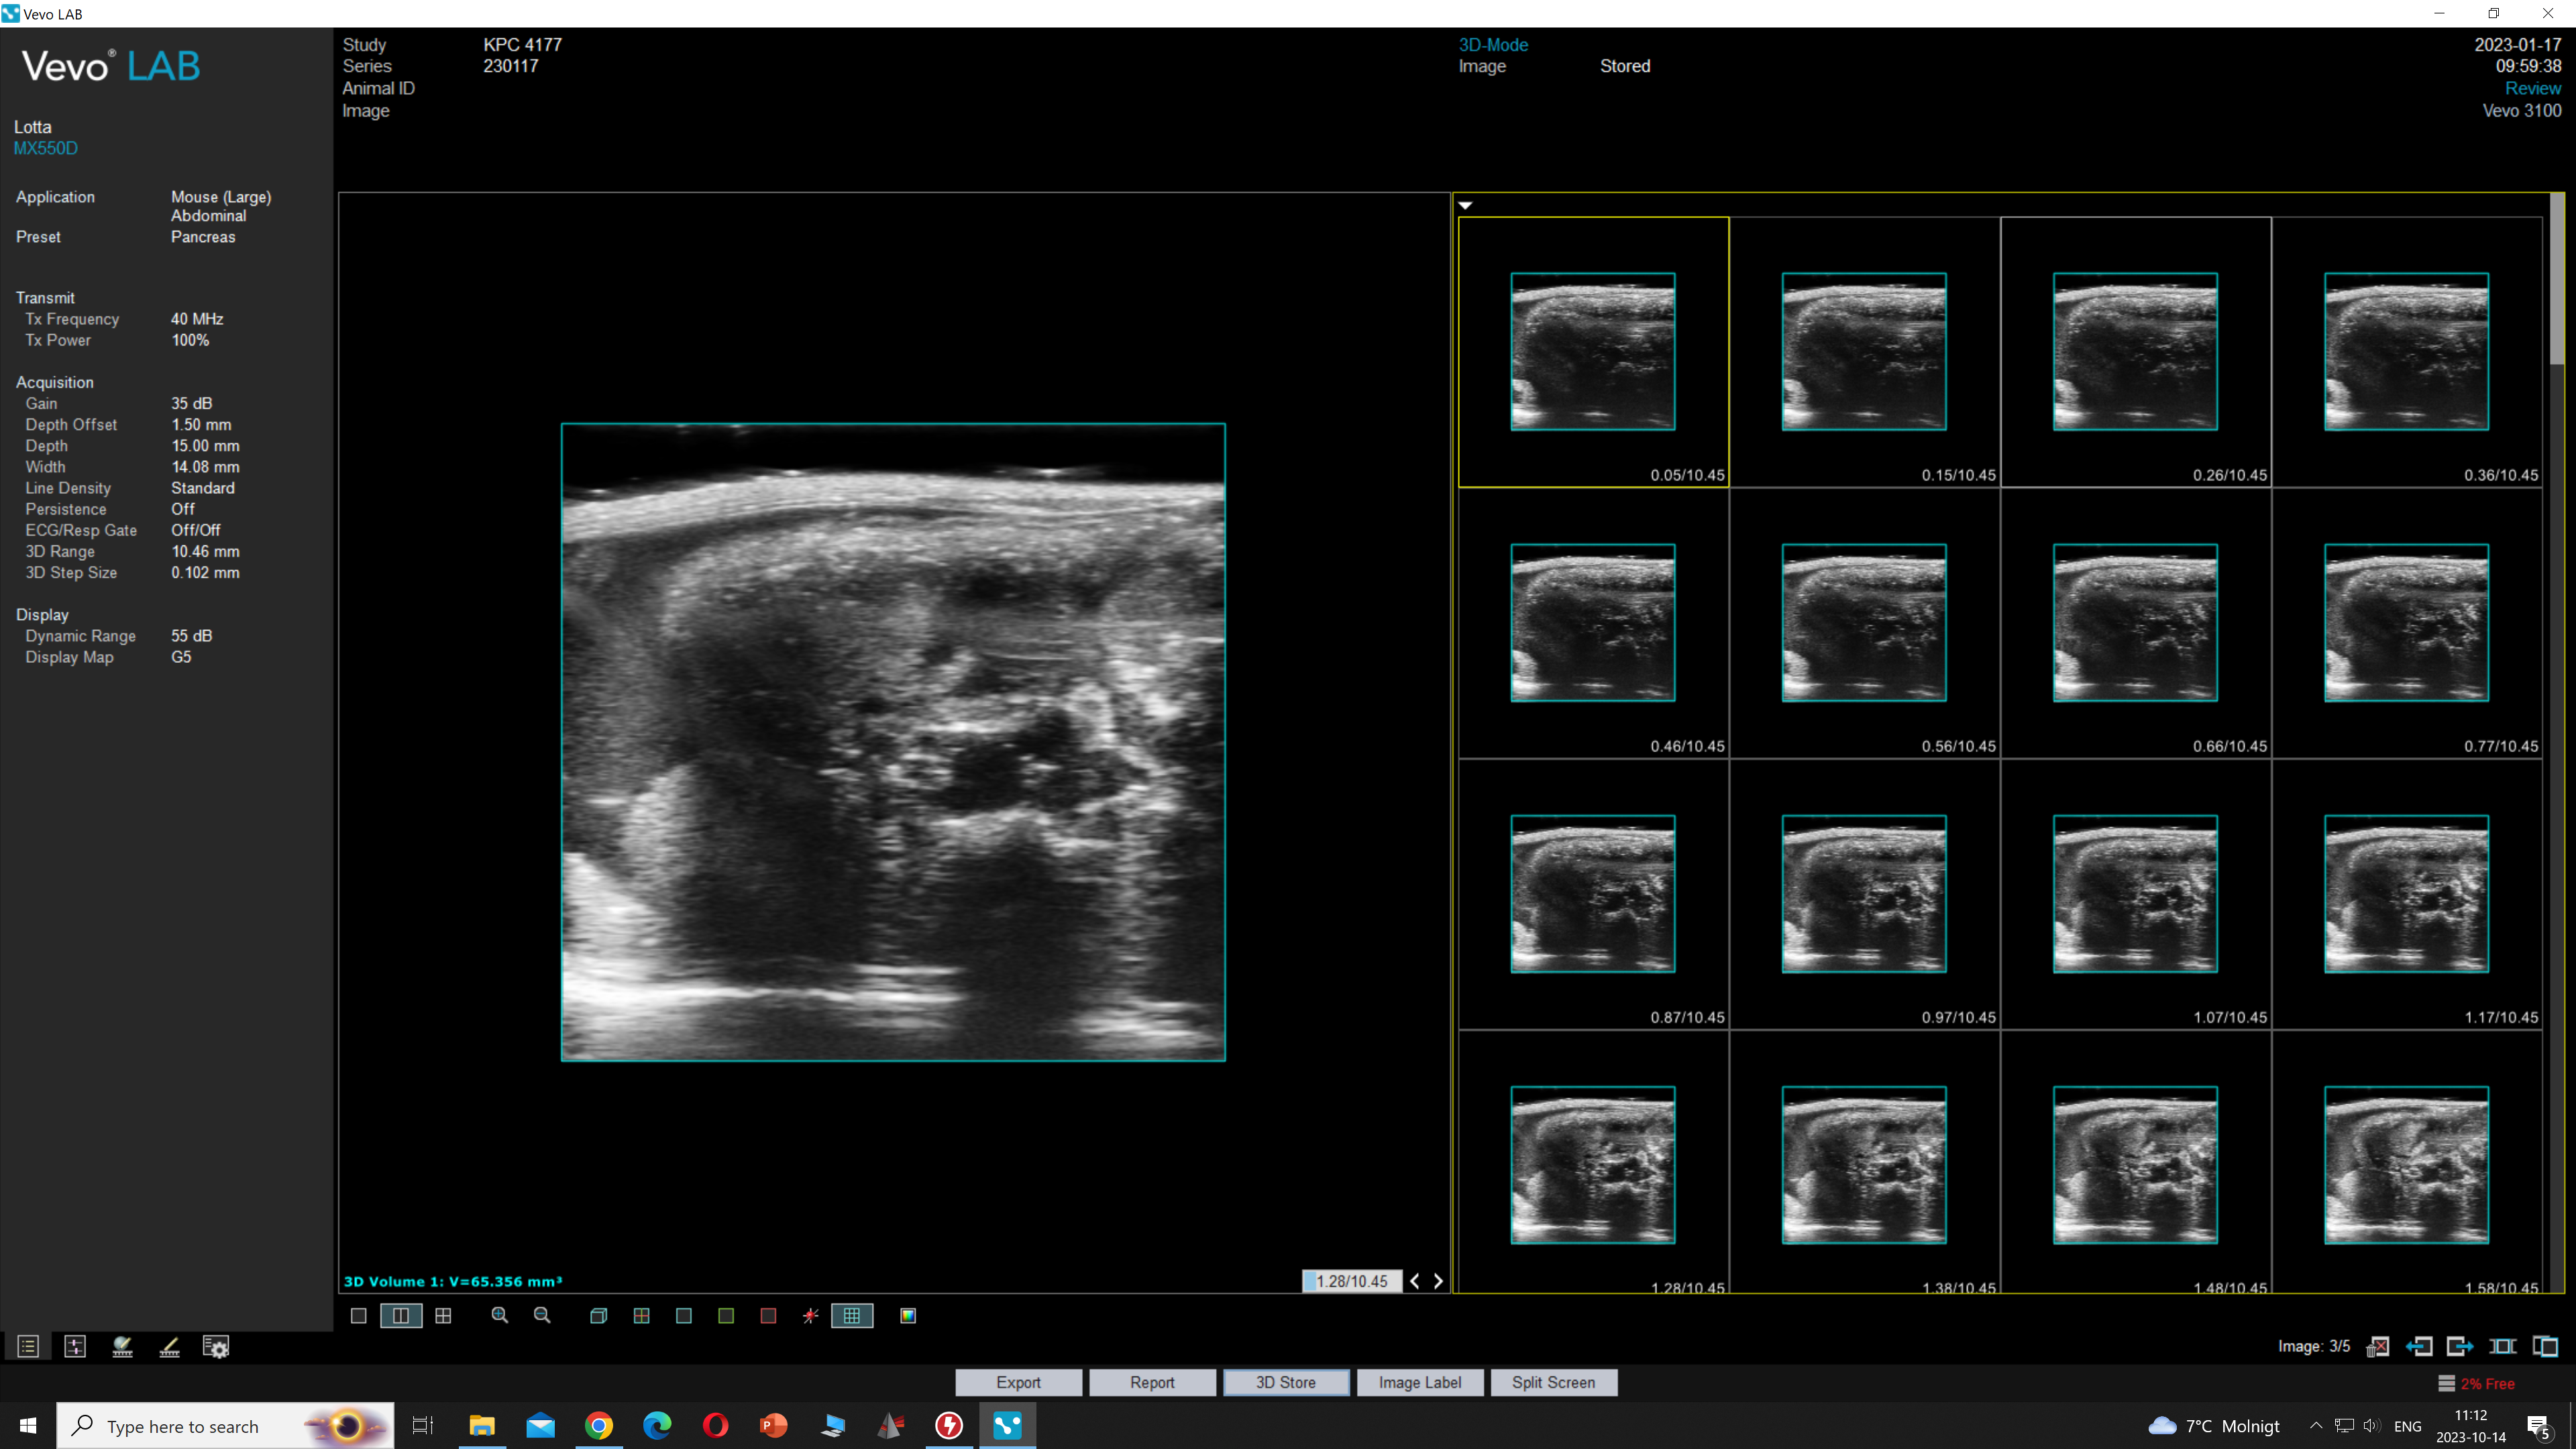 Vevo LAB
Vevo® LAB
Study KPC 4177
Series 230117
Animal ID
Image
3D-Mode
Image Stored
2023-01-17
09:59:38
Review
Vevo 3100
Lotta
MX550D
Application Mouse (Large)
Abdominal
Preset Pancreas
Transmit
Tx Frequency 40 MHz
Tx Power 100%
Acquisition
Gain 35 dB
Depth Offset 1.50 mm
Depth 15.00 mm
Width 14.08 mm
Line Density Standard
Persistence Off
ECG/Resp Gate Off/Off
3D Range 10.46 mm
3D Step Size 0.102 mm
Display
Dynamic Range 55 dB
Display Map G5
0.05/10.45 0.15/10.45 0.26/10.45 0.36/10.45
0.46/10.45 0.56/10.45 0.66/10.45 0.77/10.45
0.87/10.45 0.97/10.45 1.07/10.45 1.17/10.45
1.28/10.45 1.38/10.45 1.48/10.45 1.58/10.45
3D Volume 1: V=65.356 mm³
1.28/10.45
Image: 3/5
Export Report 3D Store Image Label Split Screen
2% Free
Type here to search
7°C Molnigt
ENG
11:12
2023-10-14
5